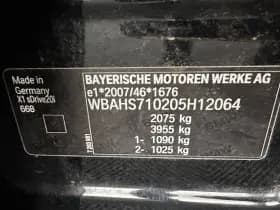 Made in
Germany
X1 sDrive20i
668
BAYERISCHE MOTOREN WERKE AG
e1*2007/46*1676
WBAHS710205H12064
2075 kg
3955 kg
1- 1090 kg
2- 1025 kg